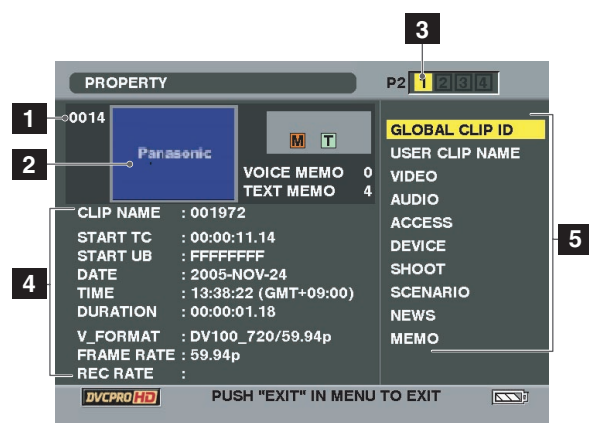 3
PROPERTY
P2 1 2 3 4
1
0014
2
Panasonic
M T
VOICE MEMO 0
TEXT MEMO 4
4
CLIP NAME : 001972
START TC : 00:00:11.14
START UB : FFFFFFFF
DATE : 2005-NOV-24
TIME : 13:38:22 (GMT+09:00)
DURATION : 00:00:01.18
V_FORMAT : DV100_720/59.94p
FRAME RATE : 59.94p
REC RATE :
GLOBAL CLIP ID
USER CLIP NAME
VIDEO
AUDIO
ACCESS
DEVICE
SHOOT
SCENARIO
NEWS
MEMO
5
DVCPRO HD
PUSH "EXIT" IN MENU TO EXIT